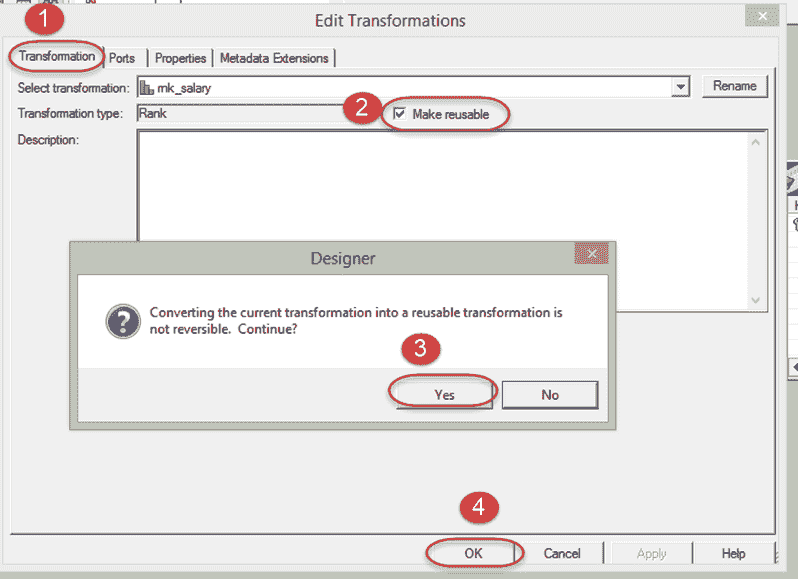 1
Edit Transformations
Transformation
Ports
Properties
Metadata Extensions
Select transformation:
rnk_salary
Rename
Transformation type:
Rank
2
Make reusable
Description:
Designer
Converting the current transformation into a reusable transformation is
not reversible. Continue?
3
Yes
No
4
OK
Cancel
Apply
Help